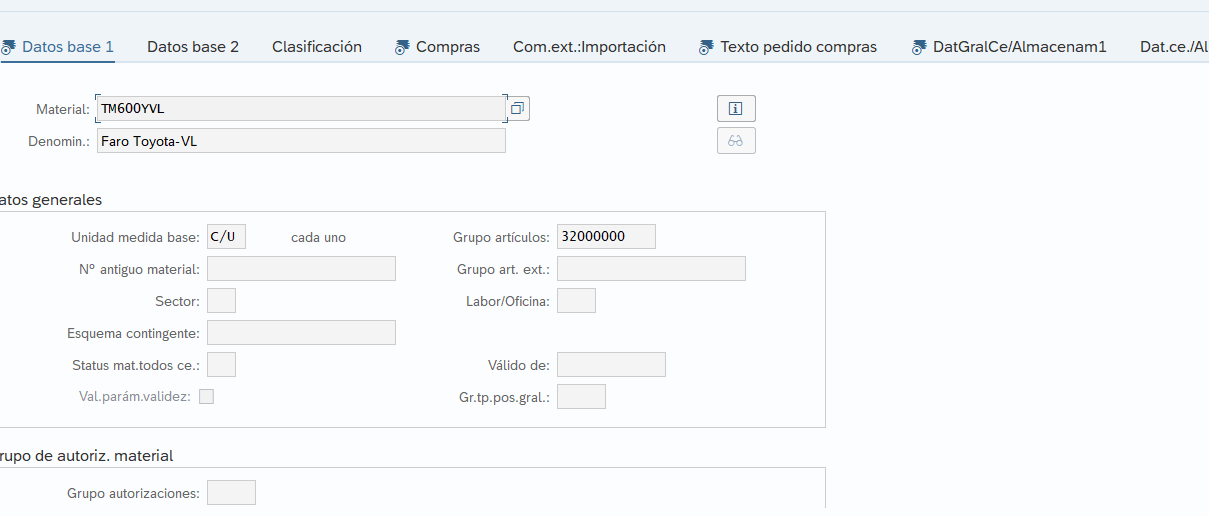 Datos base 1 Datos base 2 Clasificación Compras Com.ext.:Importación Texto pedido compras DatGralCe/Almacenam1 Dat.ce./Al
Material: TM600YVL
Denomin.: Faro Toyota-VL
atos generales
Unidad medida base: C/U cada uno Grupo artículos: 32000000
Nº antiguo material: Grupo art. ext.:
Sector: Labor/Oficina:
Esquema contingente:
Status mat.todos ce.: Válido de:
Val.parám.validez: Gr.tp.pos.gral.:
rupo de autoriz. material
Grupo autorizaciones: